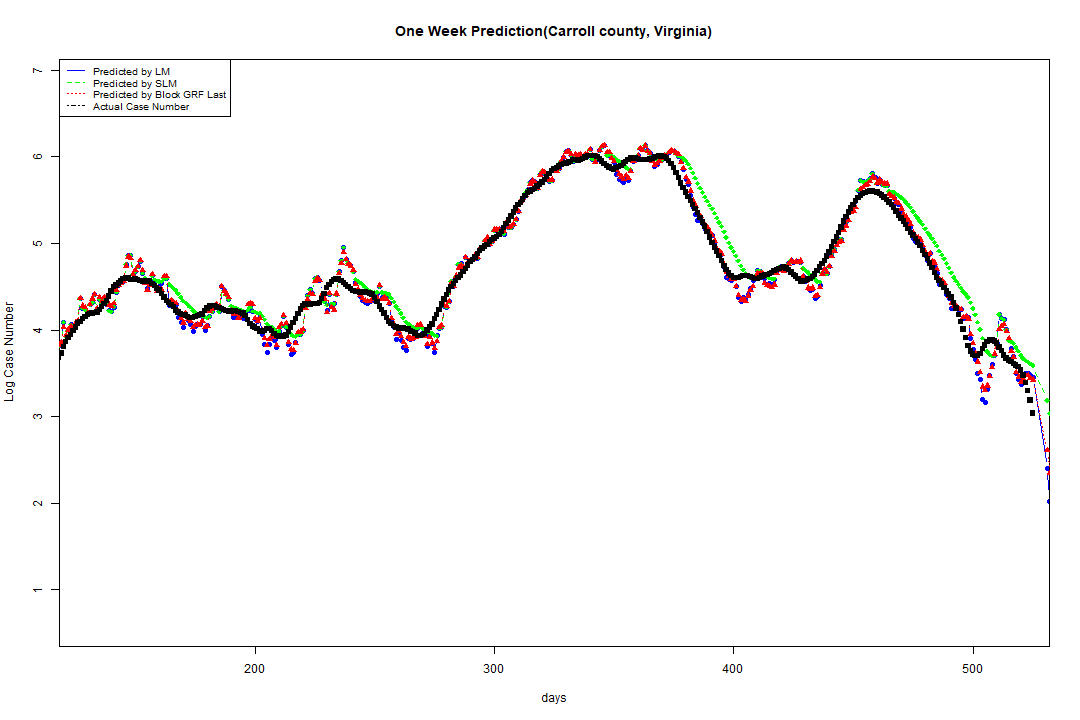 One Week Prediction(Carroll county, Virginia)
Predicted by LM
Predicted by SLM
Predicted by Block GRF Last
Actual Case Number
7
6
5
4
3
2
1
Log Case Number
200 300 400 500
days